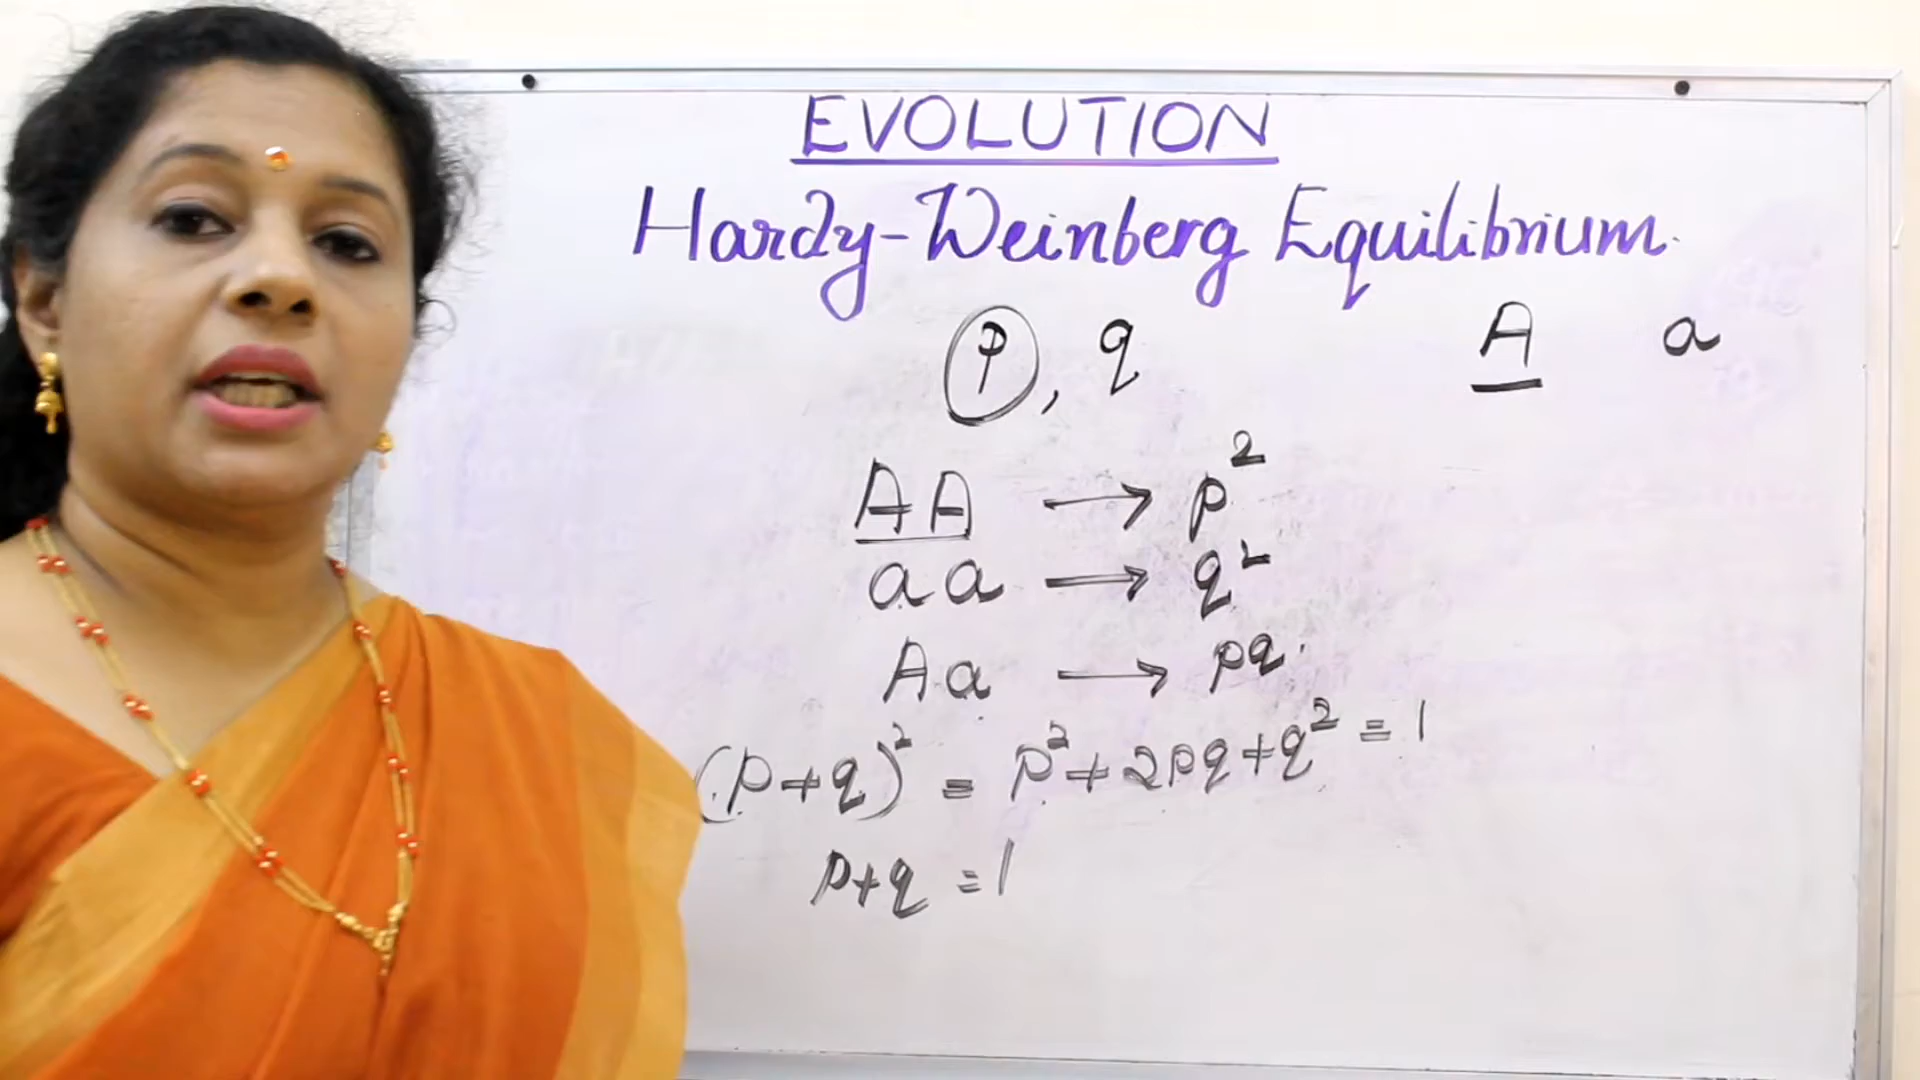 EVOLUTION
Hardy-Weinberg Equilibrium.
p, q A a
AA → p²
aa → q²
Aa → pq.
(p+q)² = p²+2pq+q² = 1
p+q = 1